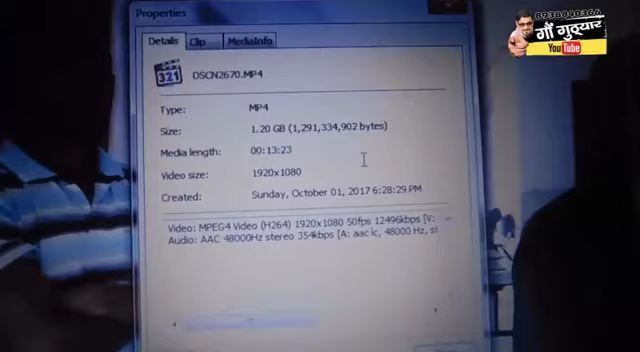 Properties
8938840366
गौं गुठ्यार
YouTube
Details Clip MediaInfo
321 DSCN2670.MP4
Type: MP4
Size: 1.20 GB (1,291,334,902 bytes)
Media length: 00:13:23
Video size: 1920x1080
Created: Sunday, October 01, 2017 6:28:29 PM
Video: MPEG4 Video (H264) 1920x1080 50fps 12496kbps [V:
Audio: AAC 48000Hz stereo 354kbps [A: aac lc, 48000 Hz, st